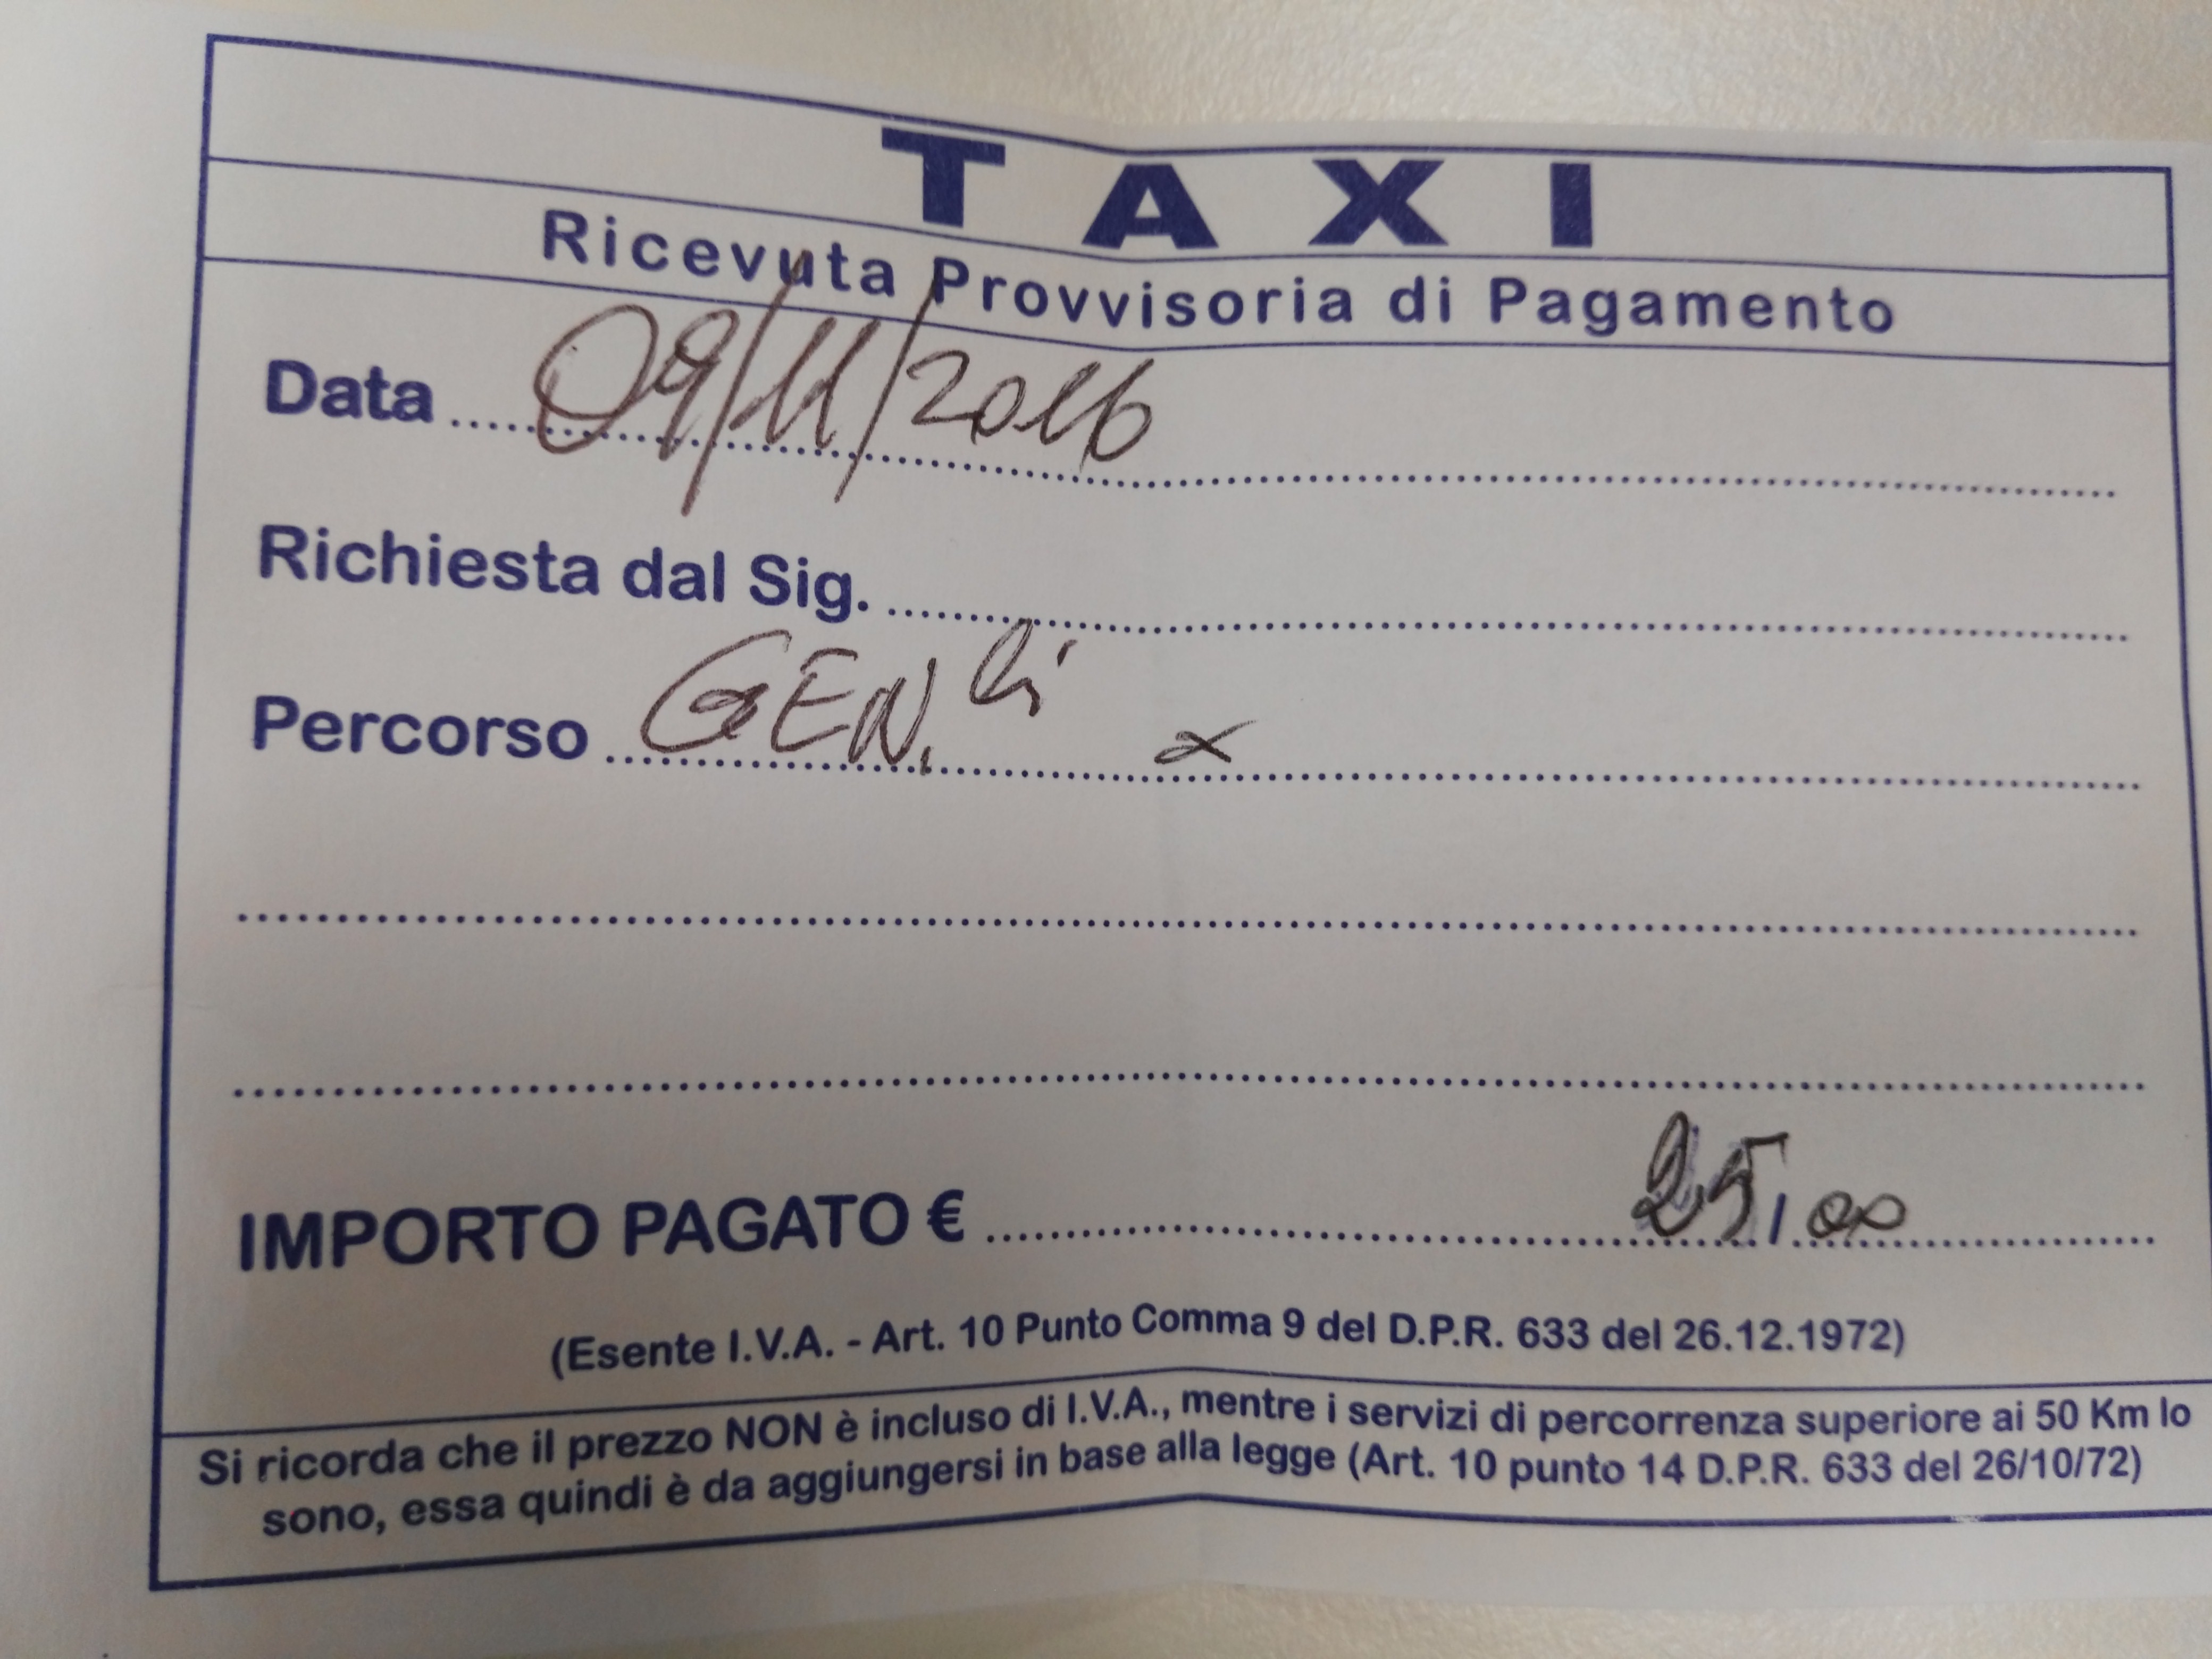 TAXI
Ricevuta Provvisoria di Pagamento
Data 09/11/2016
Richiesta dal Sig.
Percorso GEN.
IMPORTO PAGATO € 25,00
(Esente I.V.A. - Art. 10 Punto Comma 9 del D.P.R. 633 del 26.12.1972)
Si ricorda che il prezzo NON è incluso di I.V.A., mentre i servizi di percorrenza superiore ai 50 Km lo
sono, essa quindi è da aggiungersi in base alla legge (Art. 10 punto 14 D.P.R. 633 del 26/10/72)